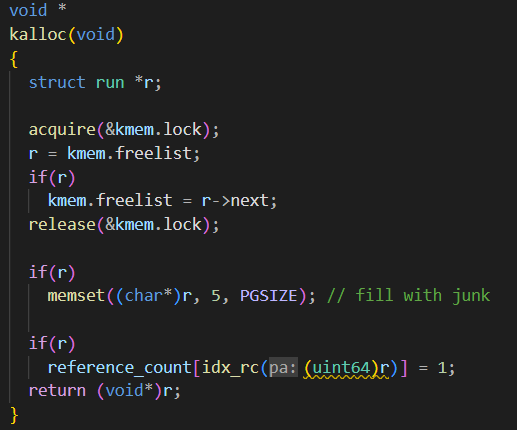 void *
kalloc(void)
{
  struct run *r;

  acquire(&kmem.lock);
  r = kmem.freelist;
  if(r)
    kmem.freelist = r->next;
  release(&kmem.lock);

  if(r)
    memset((char*)r, 5, PGSIZE); // fill with junk

  if(r)
    reference_count[idx_rc(pa: (uint64)r)] = 1;
  return (void*)r;
}